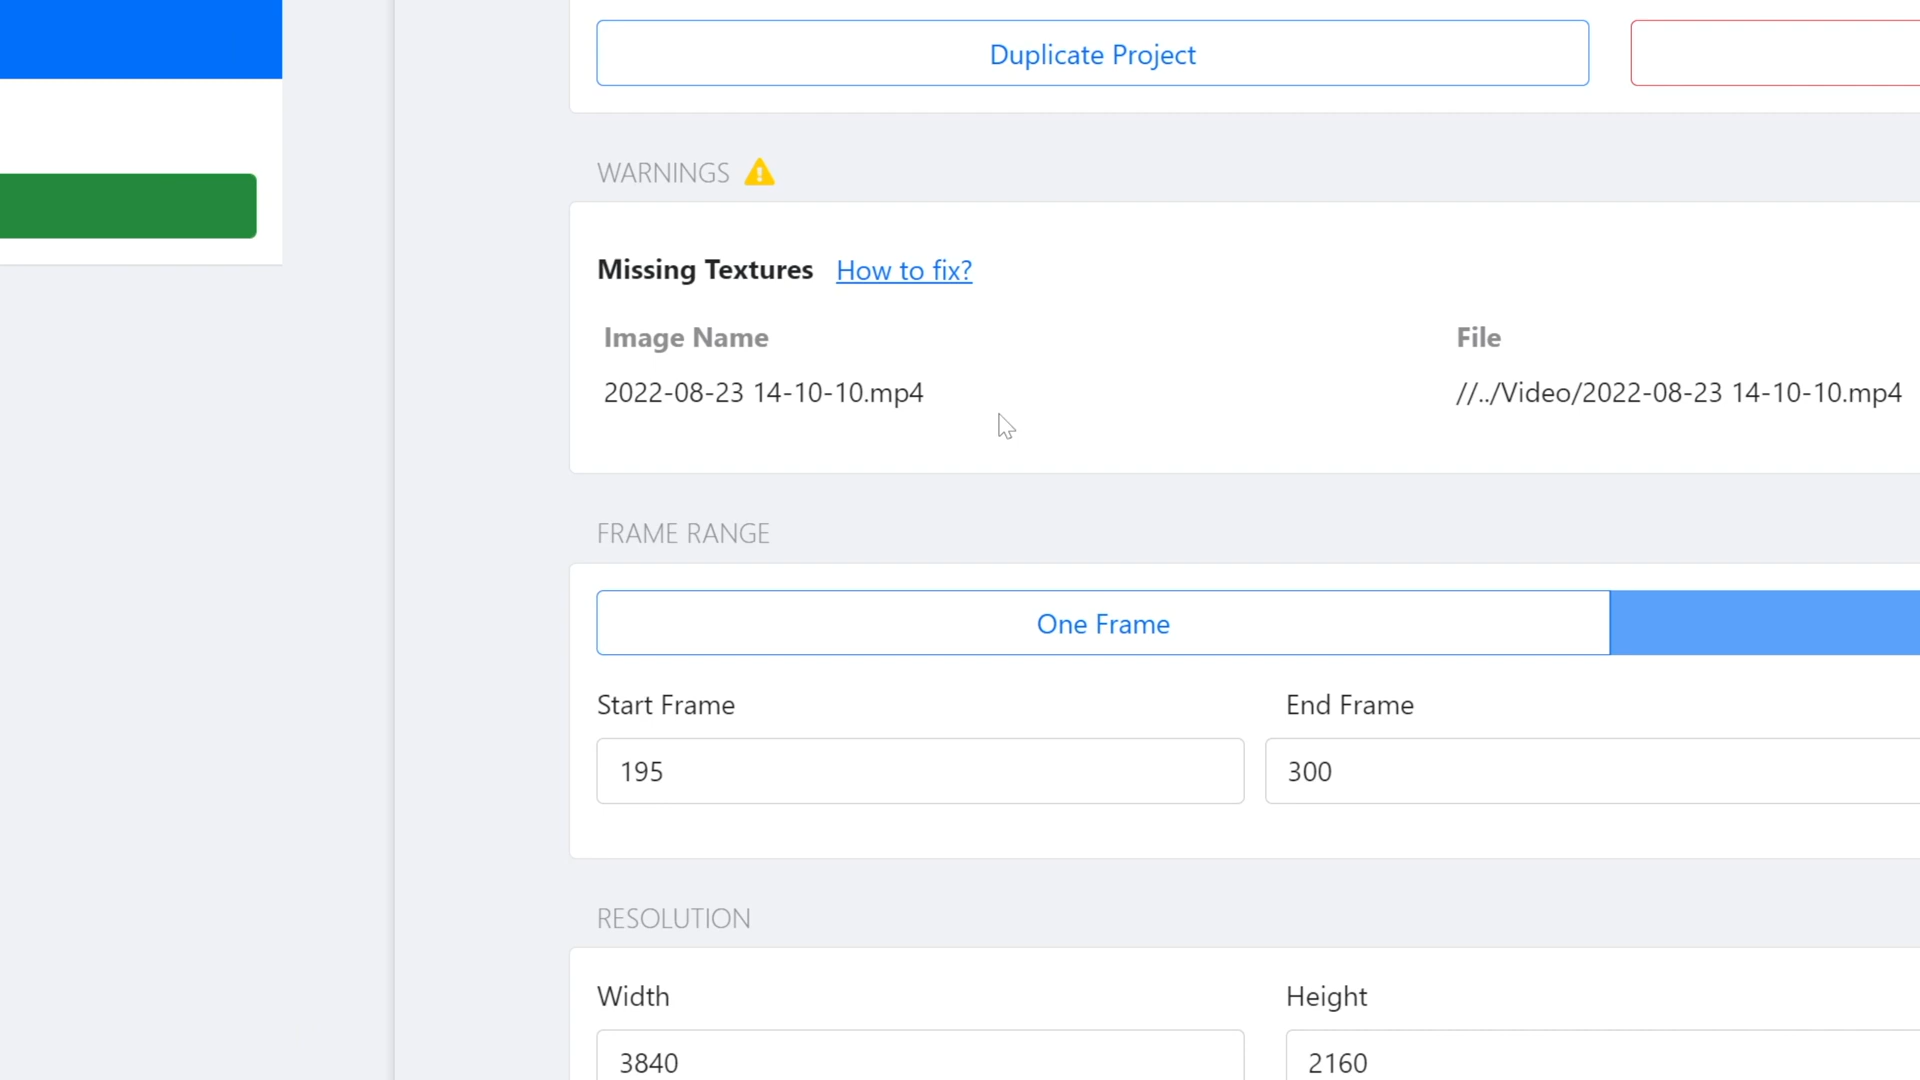 Duplicate Project
WARNINGS
Missing Textures How to fix?
Image Name File
2022-08-23 14-10-10.mp4 //../Video/2022-08-23 14-10-10.mp4
FRAME RANGE
One Frame
Start Frame End Frame
195 300
RESOLUTION
Width Height
3840 2160